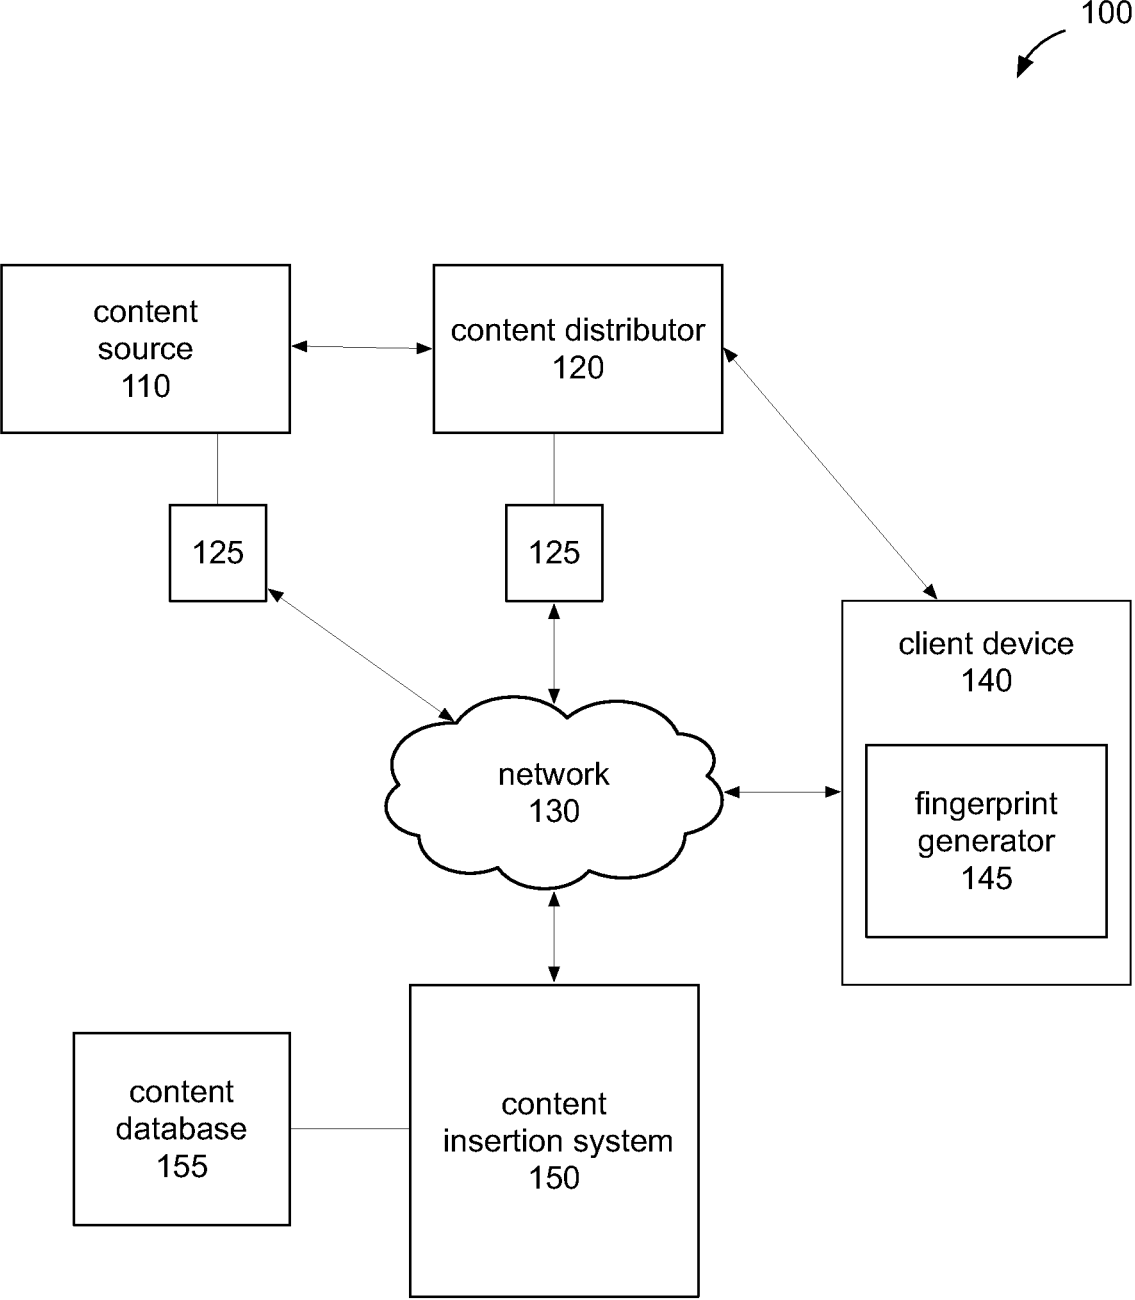 100
content
source
110
content distributor
120
125
125
client device
140
network
130
fingerprint
generator
145
content
database
155
content
insertion system
150